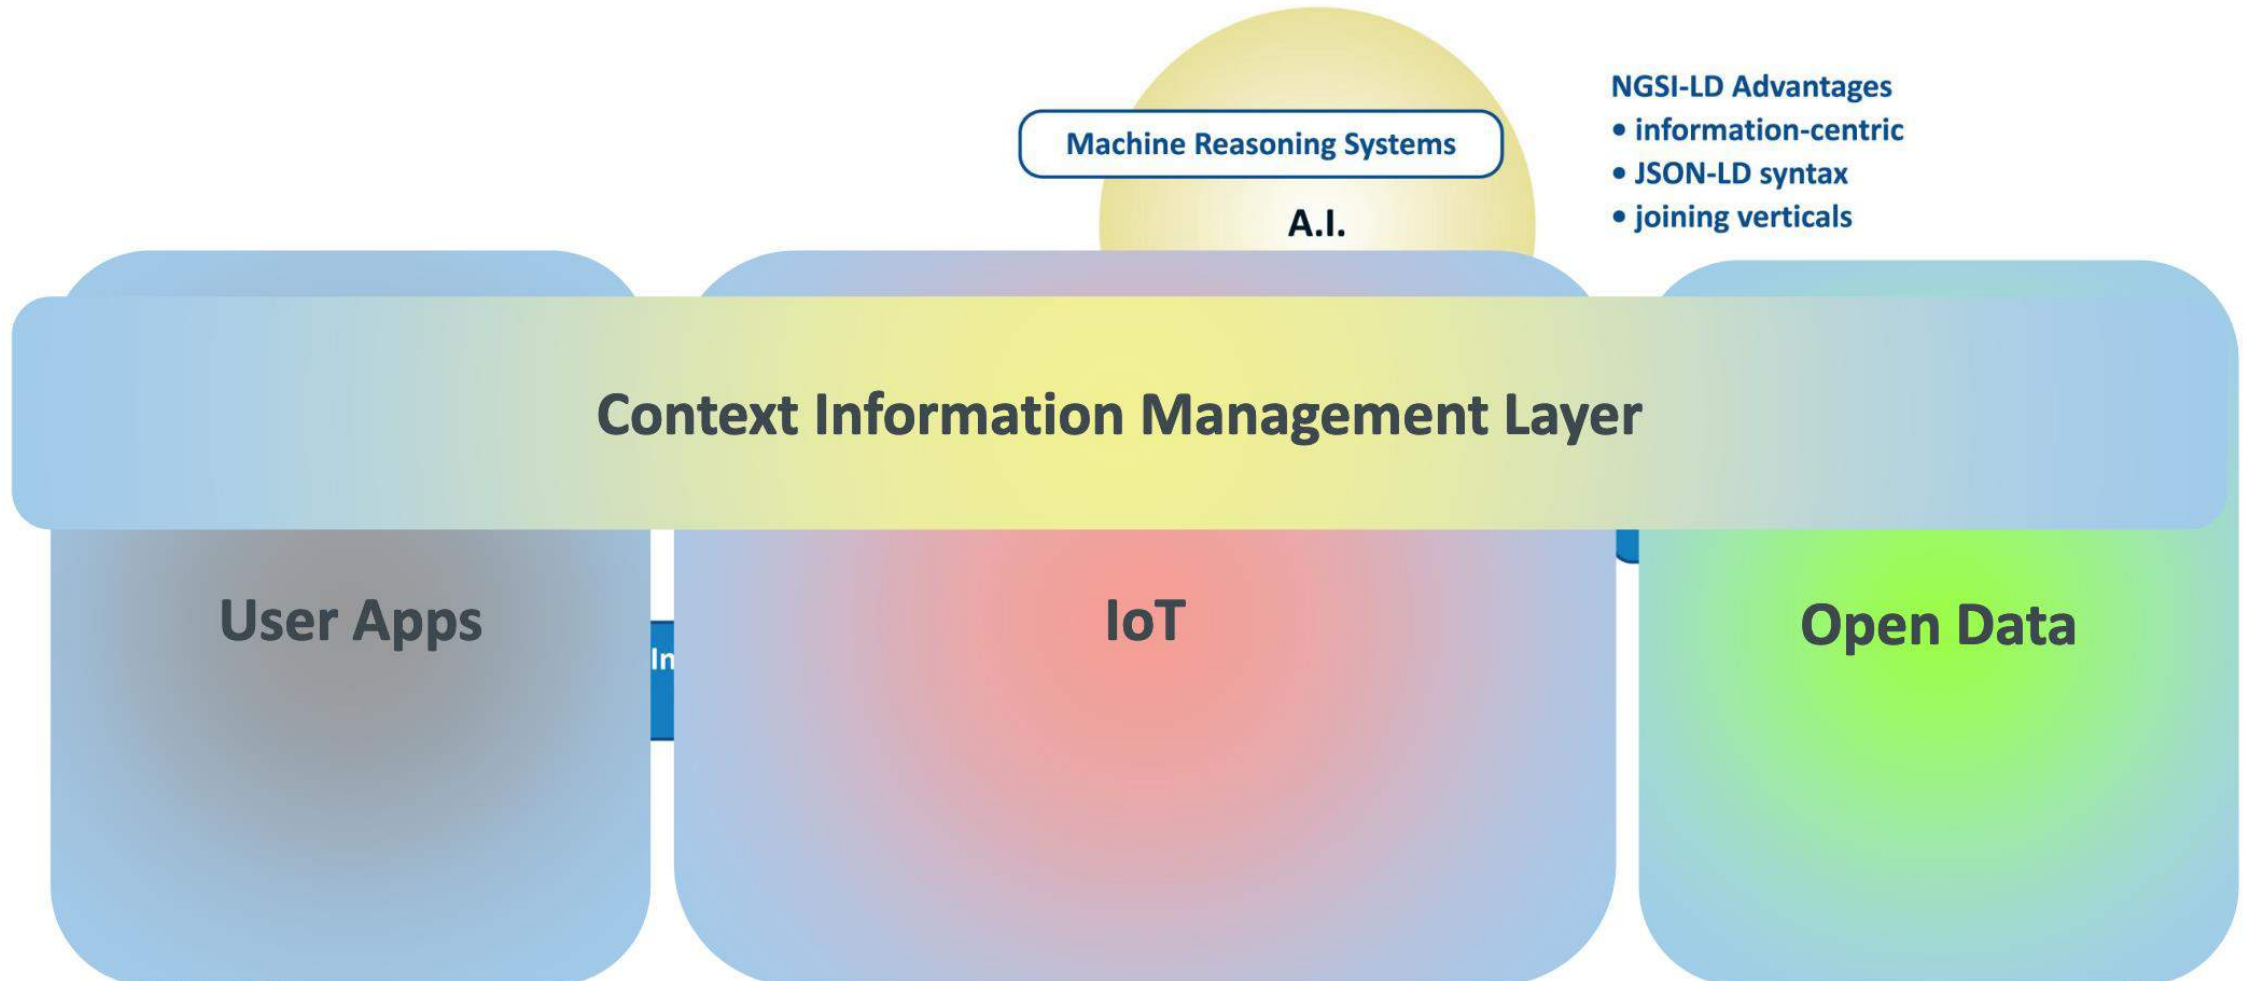 NGSI-LD Advantages
• information-centric
• JSON-LD syntax
• joining verticals
Machine Reasoning Systems
A.I.
Context Information Management Layer
User Apps
In
IoT
Open Data